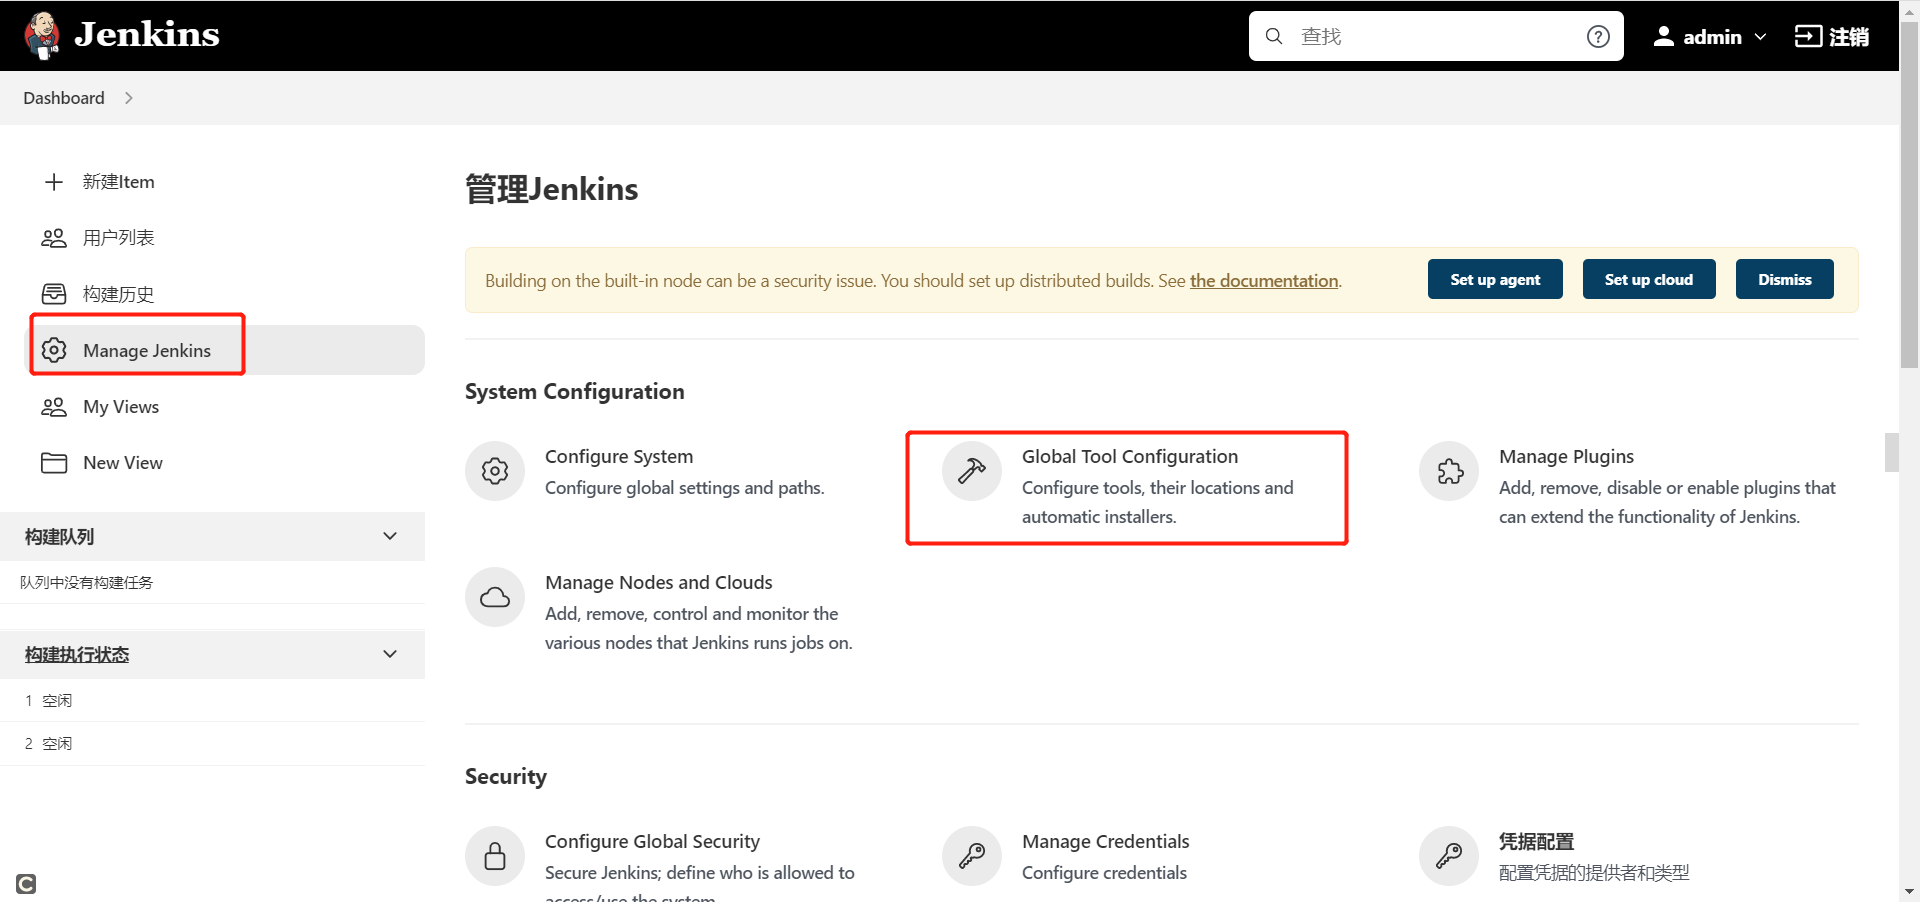 Jenkins
查找
admin
注销
Dashboard
新建Item
用户列表
构建历史
Manage Jenkins
My Views
New View
构建队列
队列中没有构建任务
构建执行状态
1 空闲
2 空闲
管理Jenkins
Building on the built-in node can be a security issue. You should set up distributed builds. See the documentation.
Set up agent
Set up cloud
Dismiss
System Configuration
Configure System
Configure global settings and paths.
Global Tool Configuration
Configure tools, their locations and
automatic installers.
Manage Plugins
Add, remove, disable or enable plugins that
can extend the functionality of Jenkins.
Manage Nodes and Clouds
Add, remove, control and monitor the
various nodes that Jenkins runs jobs on.
Security
Configure Global Security
Secure Jenkins; define who is allowed to
access/use the system.
Manage Credentials
Configure credentials
凭据配置
配置凭据的提供者和类型